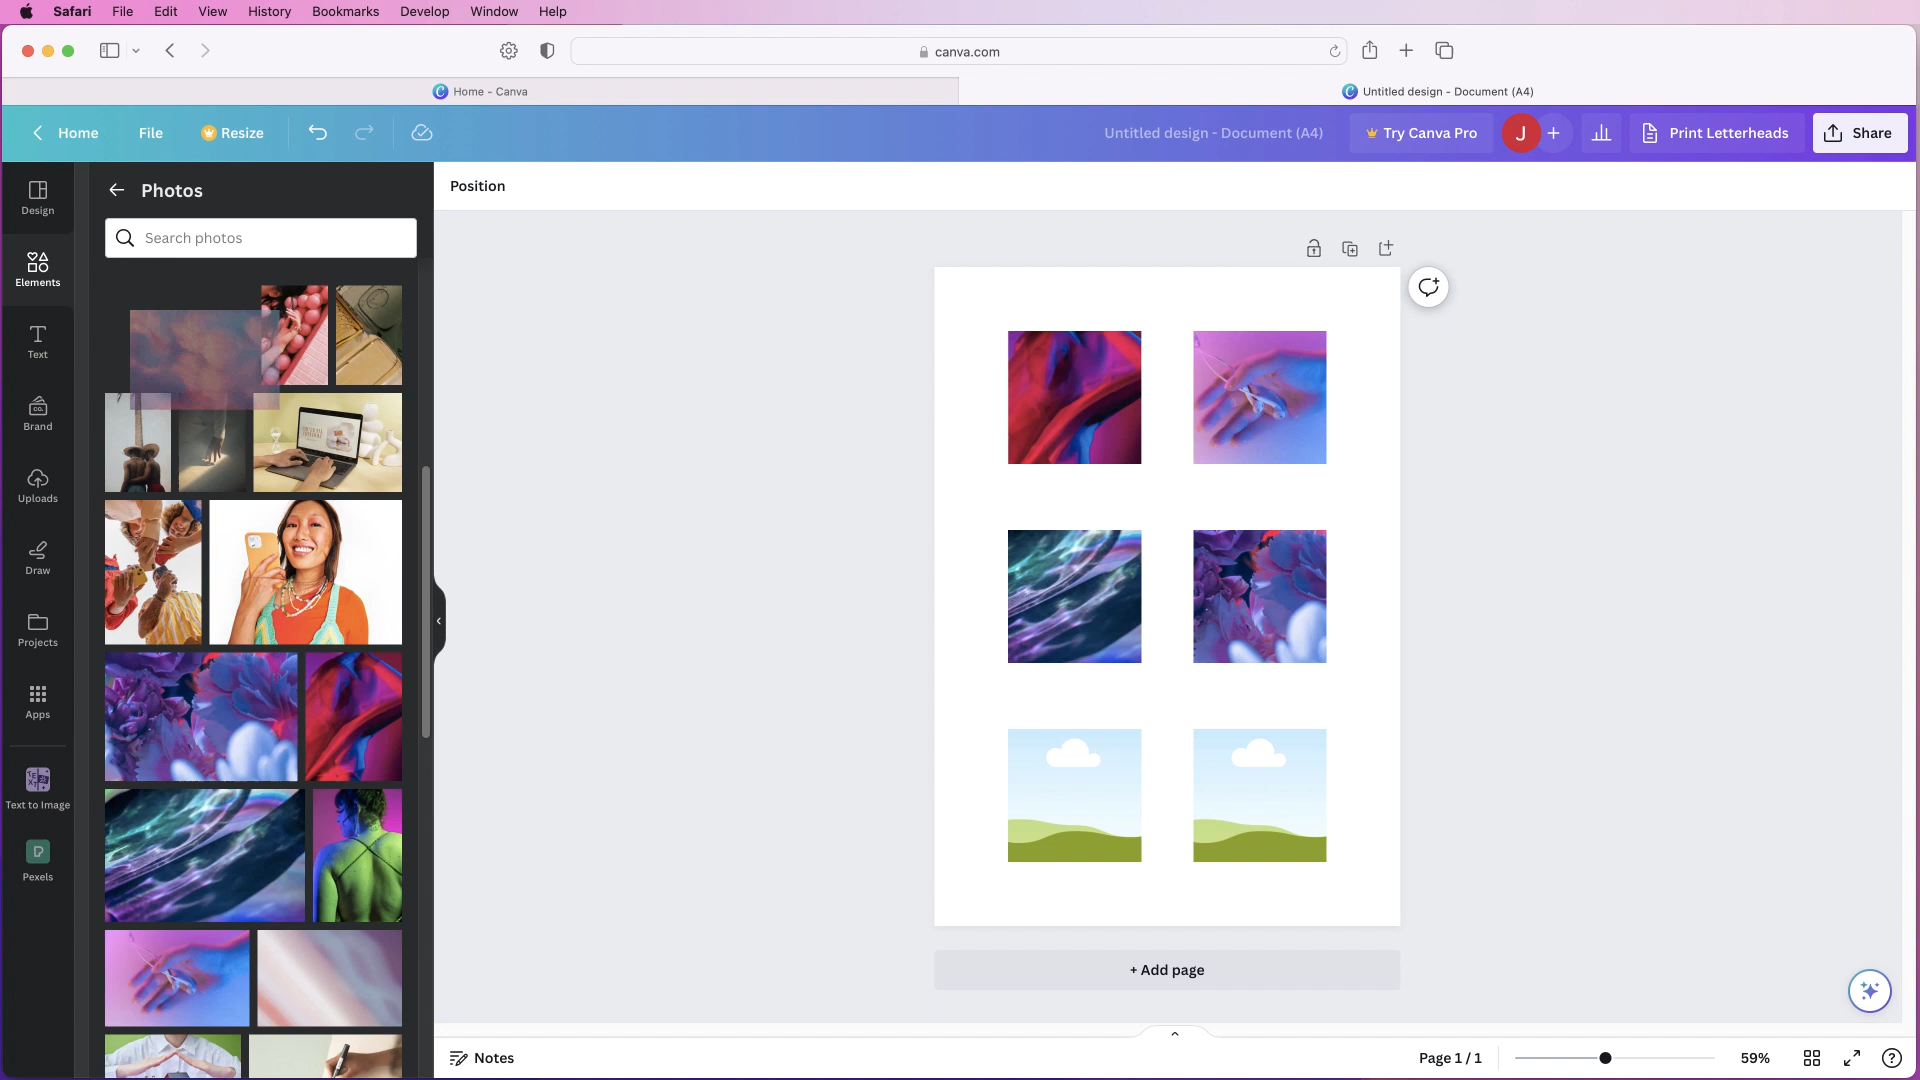 Safari File Edit View History Bookmarks Develop Window Help
canva.com
Home - Canva
Untitled design - Document (A4)
Home File Resize
Untitled design - Document (A4) Try Canva Pro J Print Letterheads Share
Design
Elements
Text
Brand
Uploads
Draw
Projects
Apps
Text to Image
Pexels
Photos
Search photos
Position
+ Add page
Notes
Page 1 / 1
59%